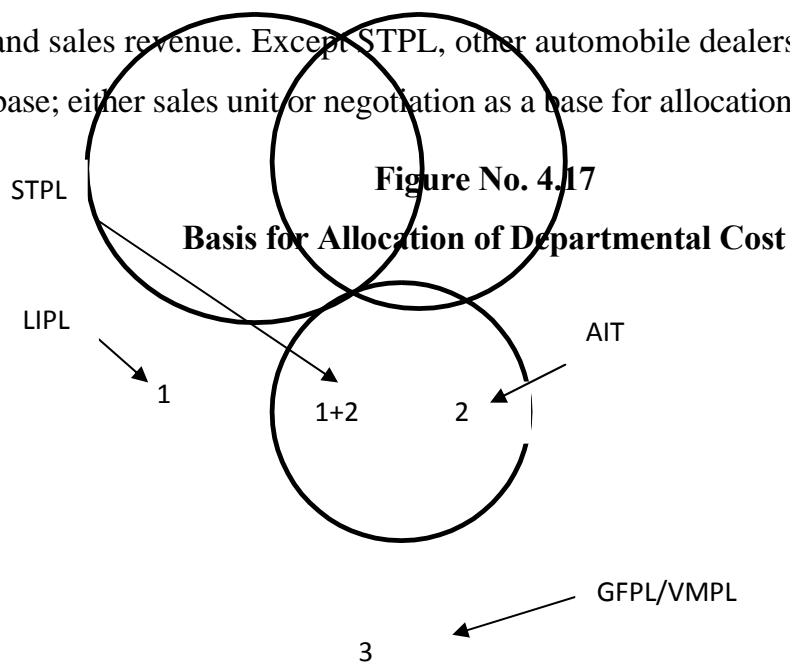 and sales revenue. Except STPL, other automobile dealers
base; either sales unit or negotiation as a base for allocation
Figure No. 4.17
STPL
Basis for Allocation of Departmental Cost
LIPL
AIT
1
1+2
2
GFPL/VMPL
3